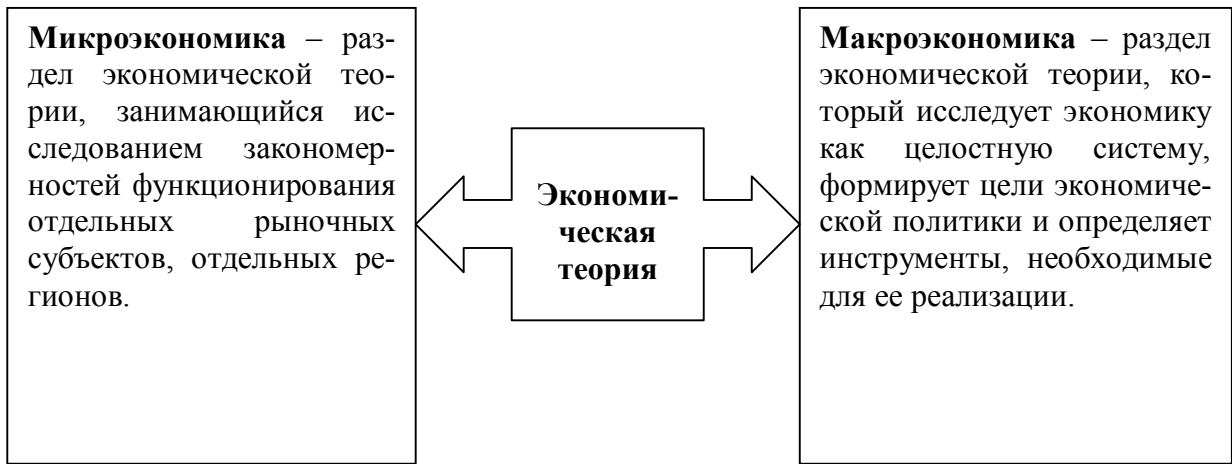 Микроэкономика – раз-
дел экономической тео-
рии, занимающийся ис-
следованием закономер-
ностей функционирования
отдельных рыночных
субъектов, отдельных ре-
гионов.
Экономи-
ческая
теория
Макроэкономика – раздел
экономической теории, ко-
торый исследует экономику
как целостную систему,
формирует цели экономиче-
ской политики и определяет
инструменты, необходимые
для ее реализации.